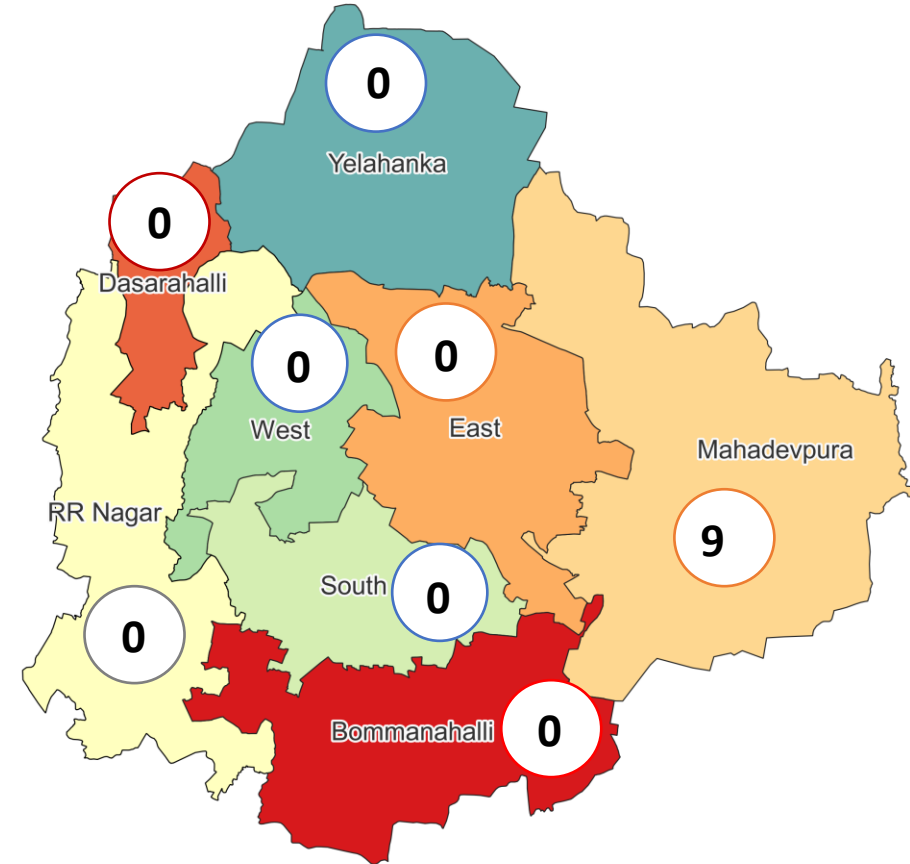 0
Yelahanka
0
Dasarahalli
0
0
West
East
Mahadevpura
RR Nagar
9
South
0
0
Bommanahalli
0